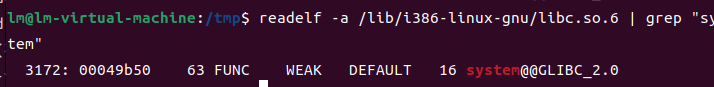 lm@lm-virtual-machine:/tmp$ readelf -a /lib/i386-linux-gnu/libc.so.6 | grep "sy
tem"
3172: 00049b50    63 FUNC    WEAK   DEFAULT   16 system@@GLIBC_2.0